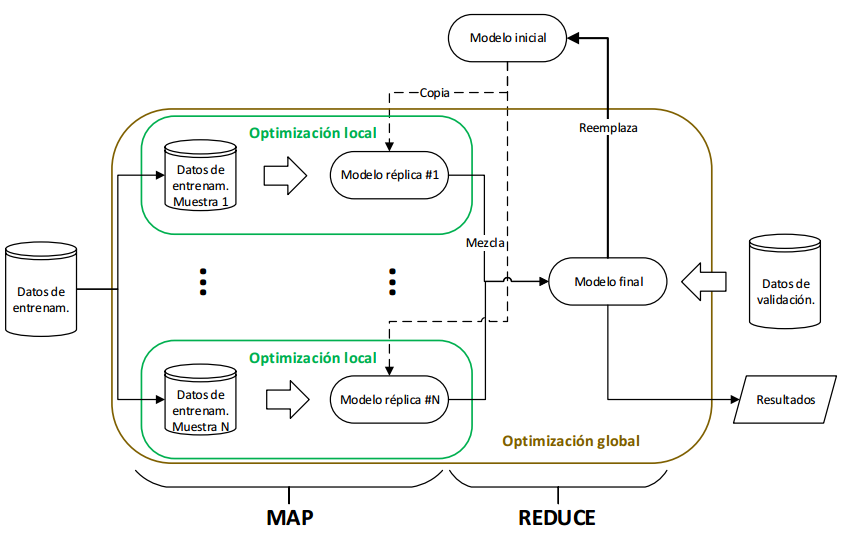 Modelo inicial
Copia
Reemplaza
Optimización local
Datos de
entrenam.
Muestra 1
Modelo réplica #1
Mezcla
Datos de
entrenam.
Modelo final
Datos de
validación.
Optimización local
Datos de
entrenam.
Muestra N
Modelo réplica #N
Resultados
Optimización global
MAP
REDUCE